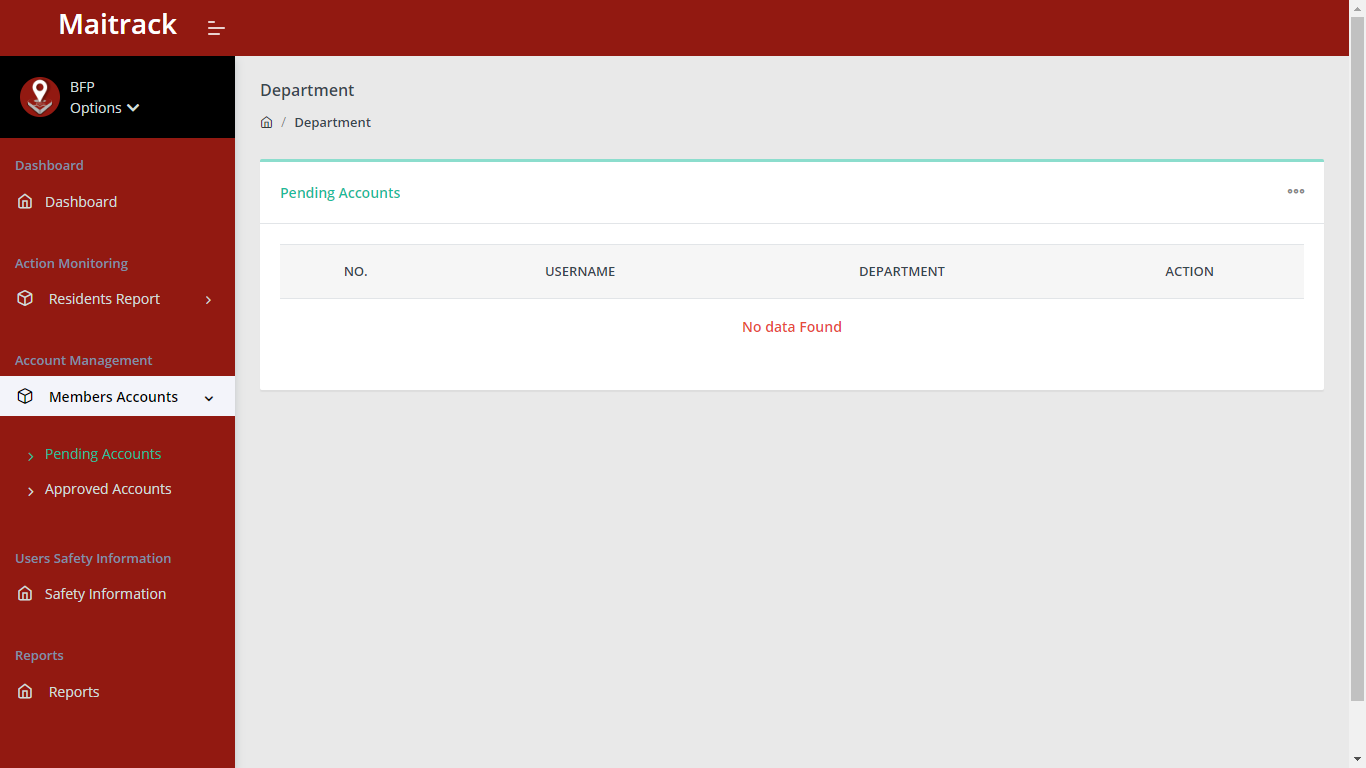 Maitrack
BFP
Options
Dashboard
Dashboard
Action Monitoring
Residents Report
Account Management
Members Accounts
Pending Accounts
Approved Accounts
Users Safety Information
Safety Information
Reports
Reports
Department
/ Department
Pending Accounts
NO. USERNAME DEPARTMENT ACTION
No data Found